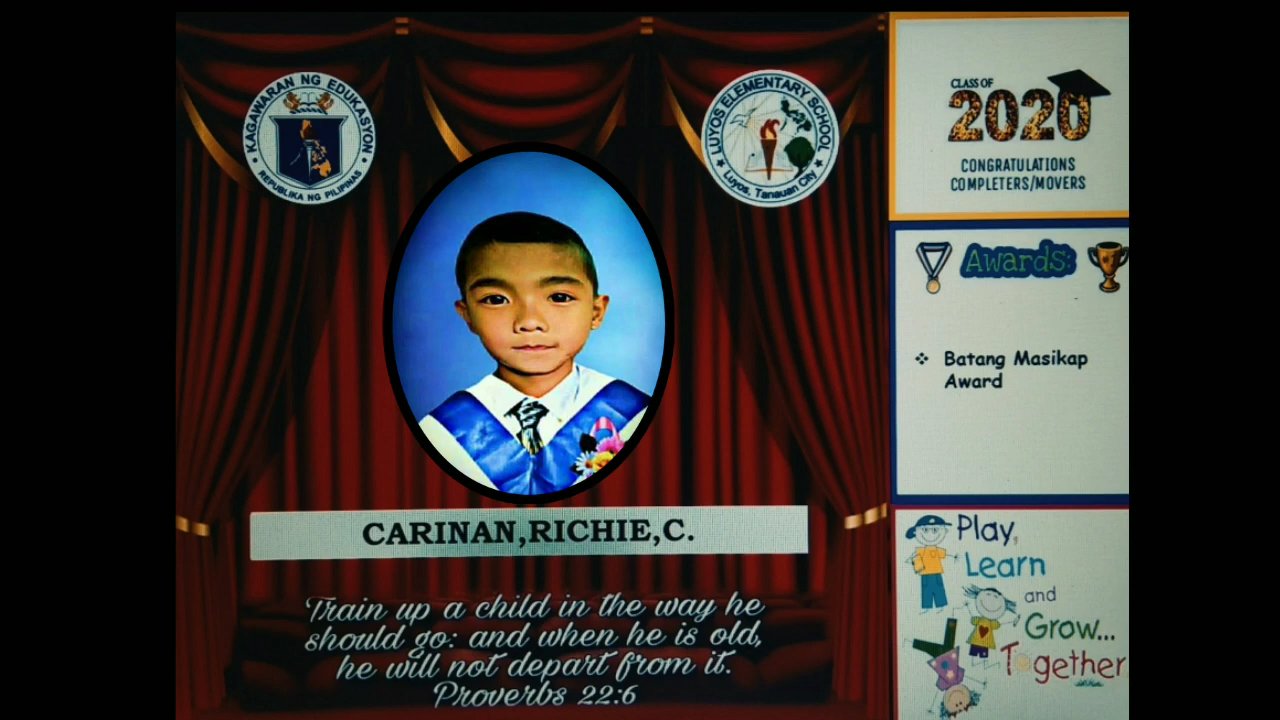 KAGAWARAN NG EDUKASYON
REPUBLIKA NG PILIPINAS
LUYOS ELEMENTARY SCHOOL
Luyos, Tanauan City
CARINAN,RICHIE,C.
Train up a child in the way he
should go: and when he is old,
he will not depart from it.
Proverbs 22:6
CLASS OF
2020
CONGRATULATIONS
COMPLETERS/MOVERS
Awards:
❖ Batang Masikap
Award
Play,
Learn
and
Grow...
Together